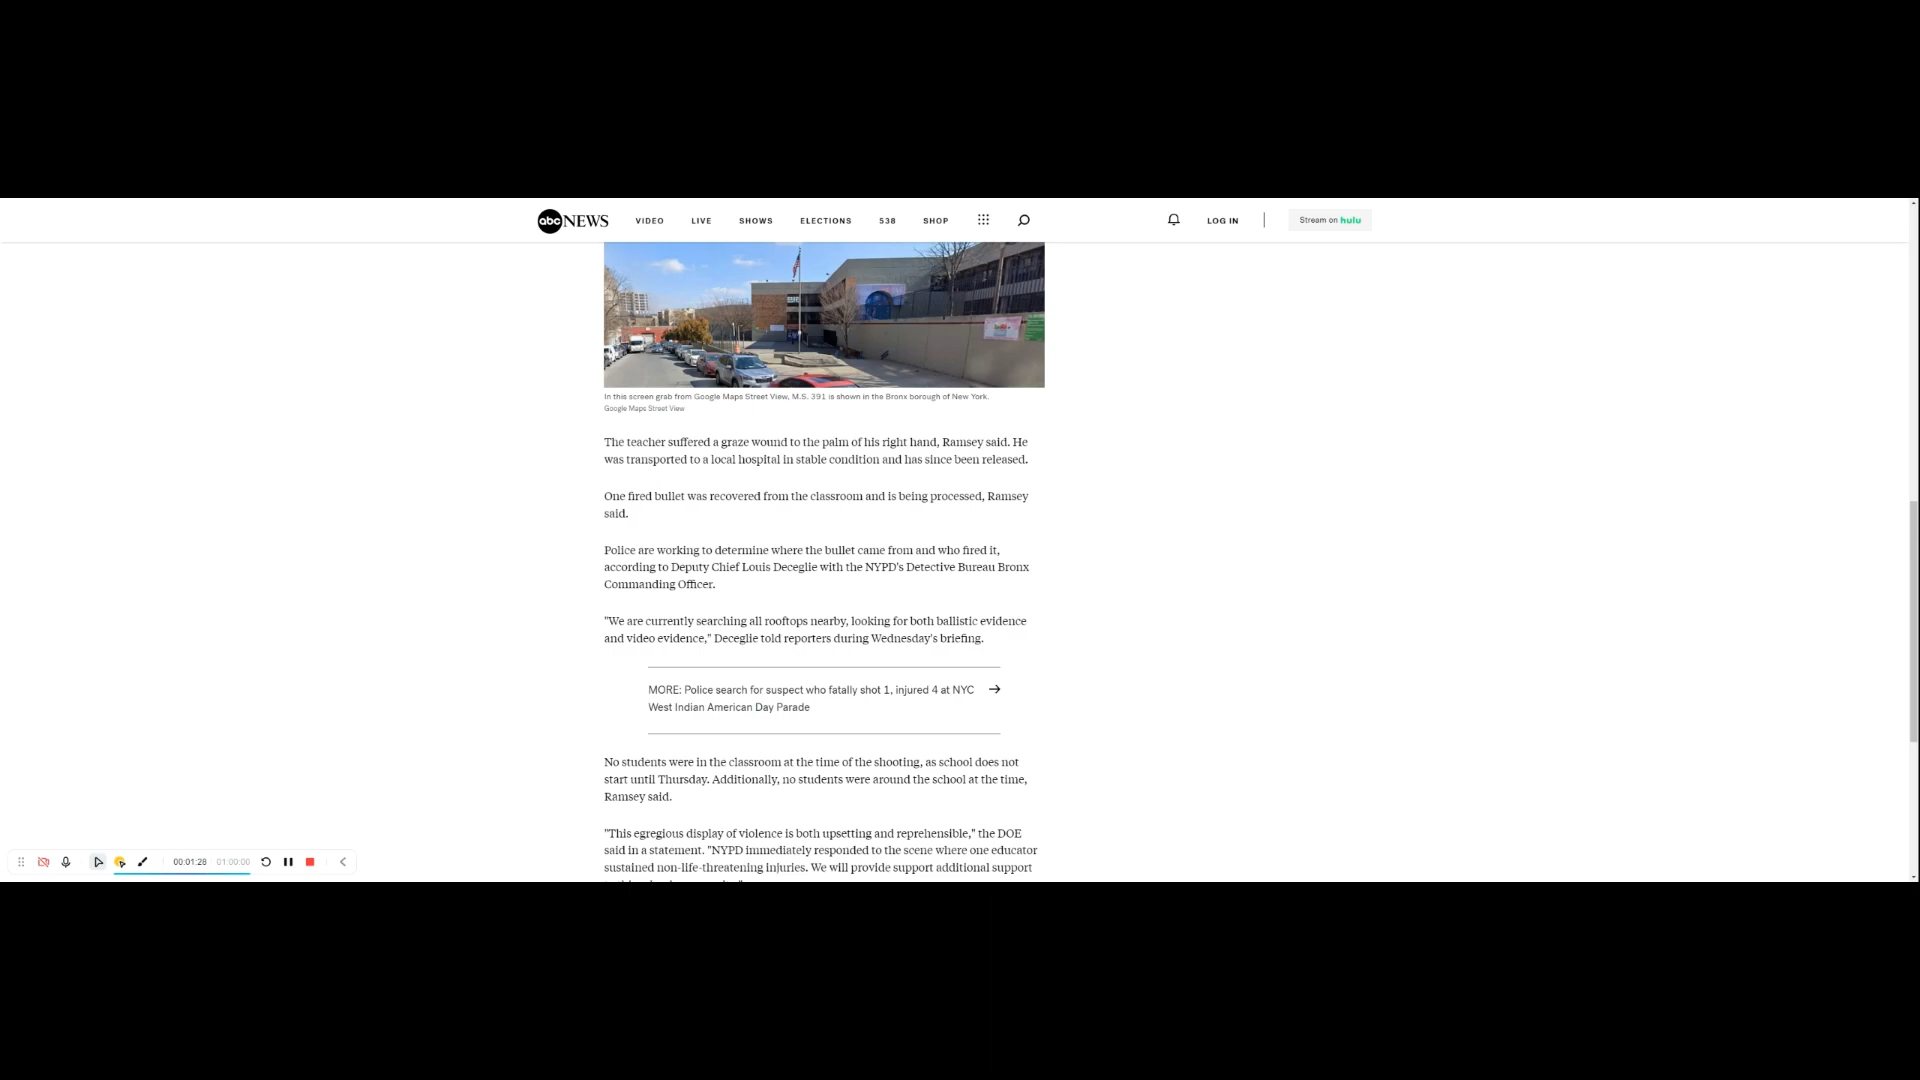 abc NEWS VIDEO LIVE SHOWS ELECTIONS 538 SHOP LOG IN Stream on hulu
In this screen grab from Google Maps Street View, M.S. 391 is shown in the Bronx borough of New York.
Google Maps Street View
The teacher suffered a graze wound to the palm of his right hand, Ramsey said. He
was transported to a local hospital in stable condition and has since been released.
One fired bullet was recovered from the classroom and is being processed, Ramsey
said.
Police are working to determine where the bullet came from and who fired it,
according to Deputy Chief Louis Deceglie with the NYPD's Detective Bureau Bronx
Commanding Officer.
"We are currently searching all rooftops nearby, looking for both ballistic evidence
and video evidence," Deceglie told reporters during Wednesday's briefing.
MORE: Police search for suspect who fatally shot 1, injured 4 at NYC
West Indian American Day Parade
No students were in the classroom at the time of the shooting, as school does not
start until Thursday. Additionally, no students were around the school at the time,
Ramsey said.
"This egregious display of violence is both upsetting and reprehensible," the DOE
said in a statement. "NYPD immediately responded to the scene where one educator
sustained non-life-threatening injuries. We will provide support additional support
00:01:28 01:00:00